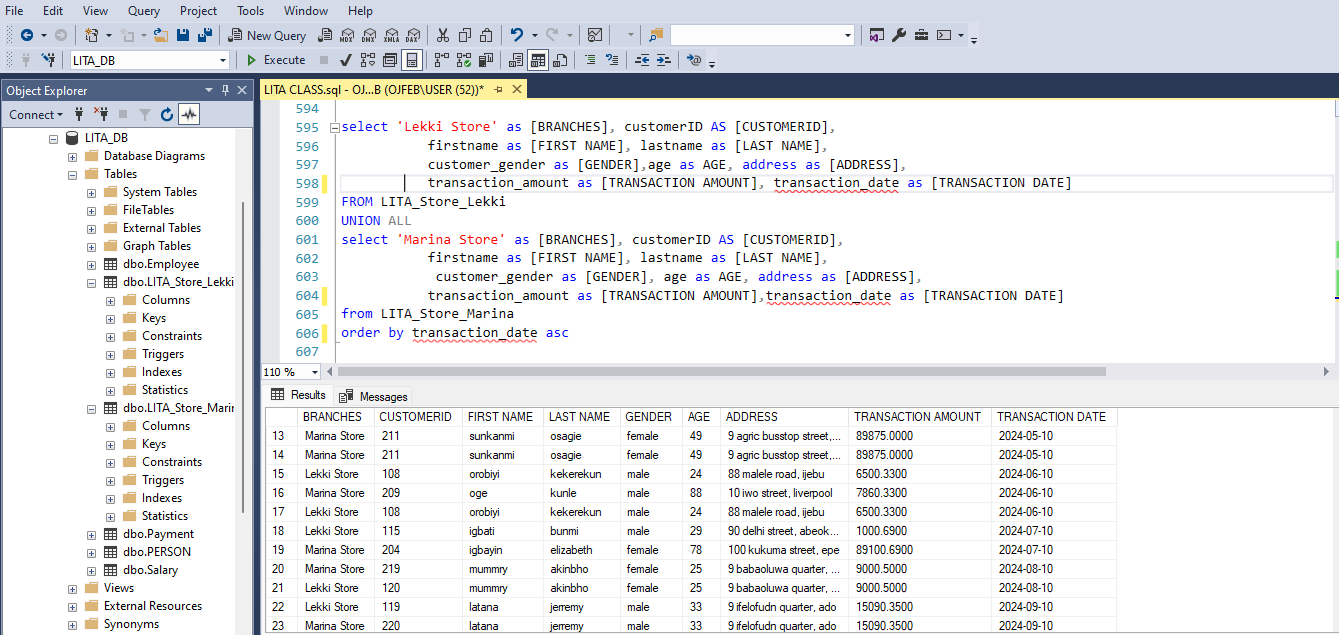 File Edit View Query Project Tools Window Help
New Query MDX DMX XMLA DAX
LITA_DB Execute
Object Explorer
Connect
LITA_DB
Database Diagrams
Tables
System Tables
FileTables
External Tables
Graph Tables
dbo.Employee
dbo.LITA_Store_Lekki
Columns
Keys
Constraints
Triggers
Indexes
Statistics
dbo.LITA_Store_Marir
Columns
Keys
Constraints
Triggers
Indexes
Statistics
dbo.Payment
dbo.PERSON
dbo.Salary
Views
External Resources
Synonyms
LITA CLASS.sql - OJ...B (OJFEB\USER (52))*
594
595 select 'Lekki Store' as [BRANCHES], customerID AS [CUSTOMERID],
596 firstname as [FIRST NAME], lastname as [LAST NAME],
597 customer_gender as [GENDER],age as AGE, address as [ADDRESS],
598 transaction_amount as [TRANSACTION AMOUNT], transaction_date as [TRANSACTION DATE]
599 FROM LITA_Store_Lekki
600 UNION ALL
601 select 'Marina Store' as [BRANCHES], customerID AS [CUSTOMERID],
602 firstname as [FIRST NAME], lastname as [LAST NAME],
603 customer_gender as [GENDER], age as AGE, address as [ADDRESS],
604 transaction_amount as [TRANSACTION AMOUNT],transaction_date as [TRANSACTION DATE]
605 from LITA_Store_Marina
606 order by transaction_date asc
607
110 %
Results Messages
BRANCHES CUSTOMERID FIRST NAME LAST NAME GENDER AGE ADDRESS TRANSACTION AMOUNT TRANSACTION DATE
13 Marina Store 211 sunkanmi osagie female 49 9 agric busstop street,... 89875.0000 2024-05-10
14 Marina Store 211 sunkanmi osagie female 49 9 agric busstop street,... 89875.0000 2024-05-10
15 Lekki Store 108 orobiyi kekerekun male 24 88 malele road, ijebu 6500.3300 2024-06-10
16 Marina Store 209 oge kunle male 88 10 iwo street, liverpool 7860.3300 2024-06-10
17 Lekki Store 108 orobiyi kekerekun male 24 88 malele road, ijebu 6500.3300 2024-06-10
18 Lekki Store 115 igbati bunmi male 29 90 delhi street, abeok... 1000.6900 2024-07-10
19 Marina Store 204 igbayin elizabeth female 78 100 kukuma street, epe 89100.6900 2024-07-10
20 Marina Store 219 mummry akinbho female 25 9 babaoluwa quarter, ... 9000.5000 2024-08-10
21 Lekki Store 120 mummry akinbho female 25 9 babaoluwa quarter, ... 9000.5000 2024-08-10
22 Lekki Store 119 latana jerremy male 33 9 ifelofudn quarter, ado 15090.3500 2024-09-10
23 Marina Store 220 latana jerremy male 33 9 ifelofudn quarter, ado 15090.3500 2024-09-10